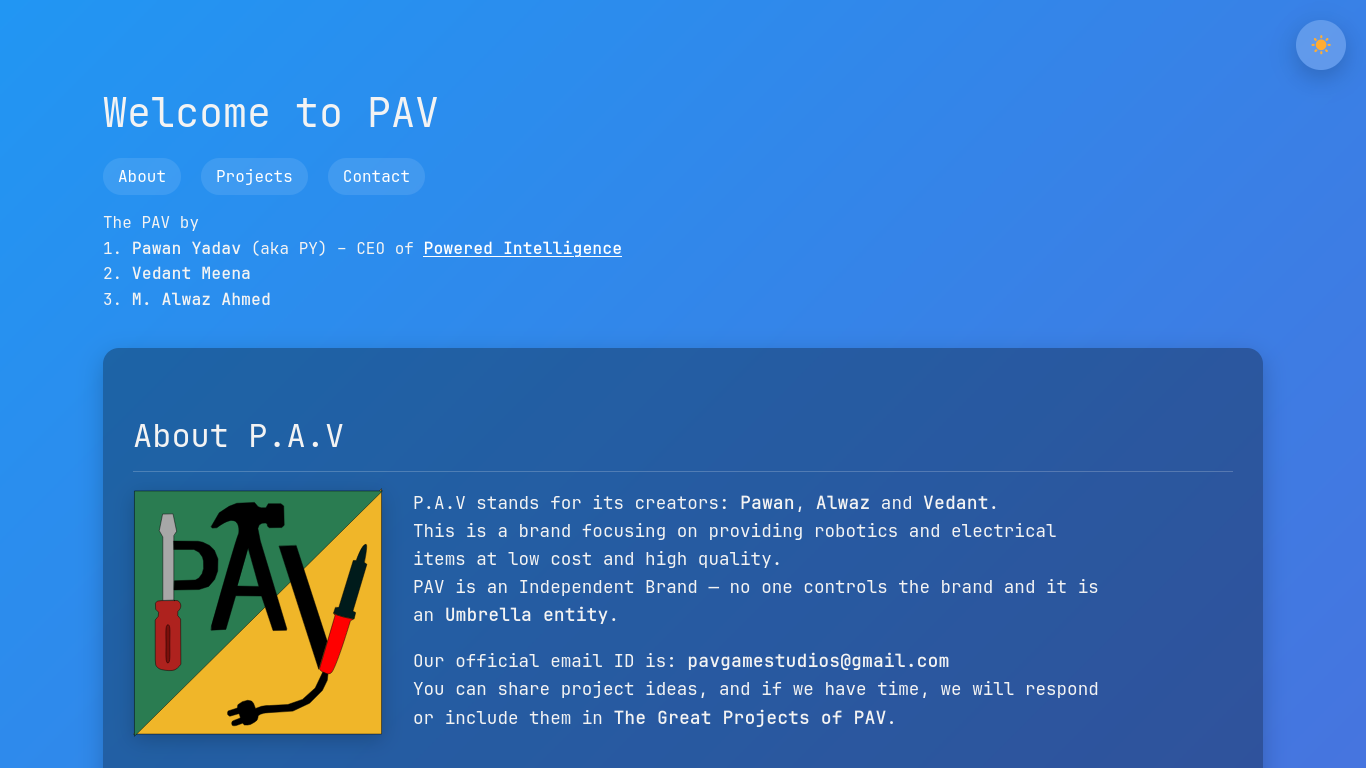 Welcome to PAV
About
Projects
Contact
The PAV by
1. Pawan Yadav (aka PY) – CEO of Powered Intelligence
2. Vedant Meena
3. M. Alwaz Ahmed
About P.A.V
PAV
P.A.V stands for its creators: Pawan, Alwaz and Vedant.
This is a brand focusing on providing robotics and electrical
items at low cost and high quality.
PAV is an Independent Brand — no one controls the brand and it is
an Umbrella entity.
Our official email ID is: pavgamestudios@gmail.com
You can share project ideas, and if we have time, we will respond
or include them in The Great Projects of PAV.